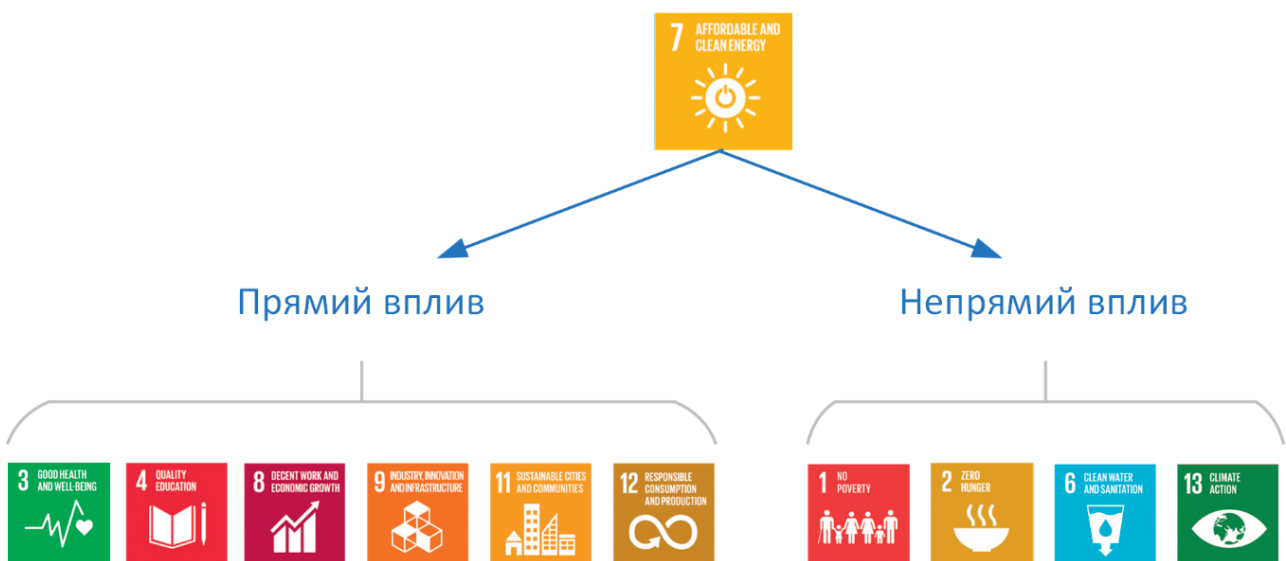 7 AFFORDABLE AND
CLEAN ENERGY
Прямий вплив
Непрямий вплив
3 GOOD HEALTH
AND WELL-BEING
4 QUALITY
EDUCATION
8 DECENT WORK AND
ECONOMIC GROWTH
9 INDUSTRY, INNOVATION
AND INFRASTRUCTURE
11 SUSTAINABLE CITIES
AND COMMUNITIES
12 RESPONSIBLE
CONSUMPTION
AND PRODUCTION
1 NO
POVERTY
2 ZERO
HUNGER
6 CLEAN WATER
AND SANITATION
13 CLIMATE
ACTION